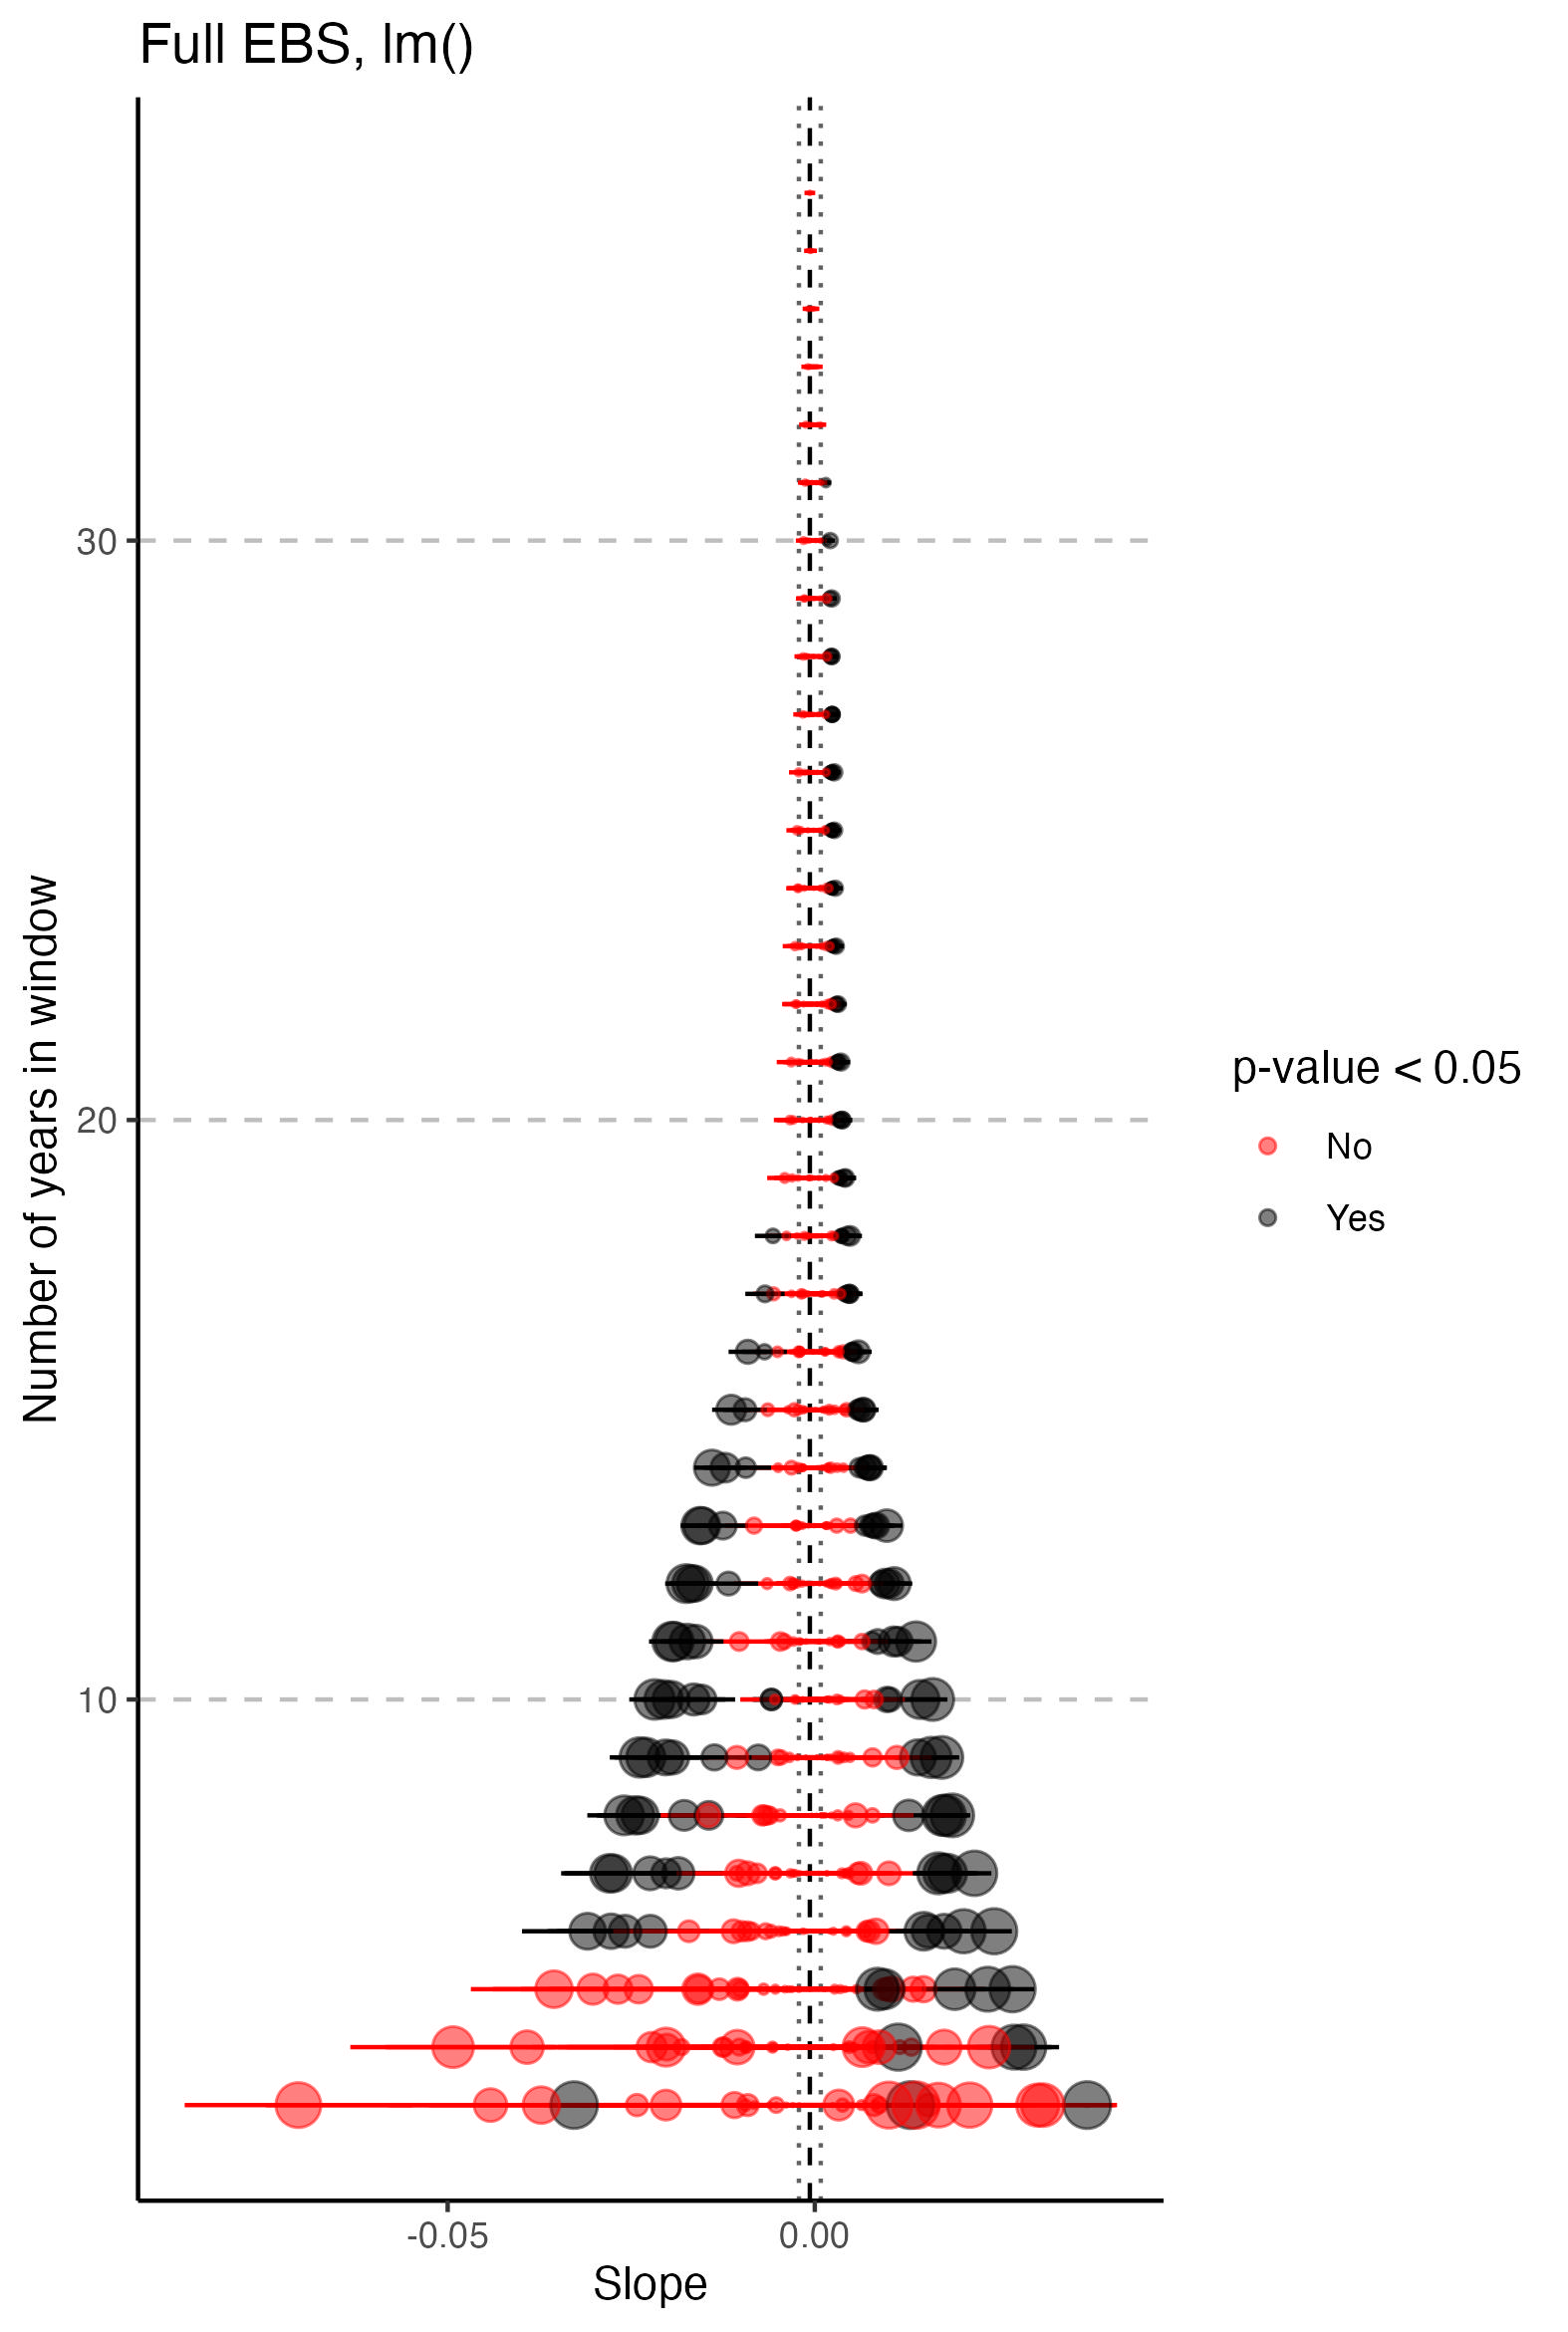 Full EBS, lm()
Number of years in window
30
20
10
-0.05
0.00
Slope
p-value < 0.05
No
Yes